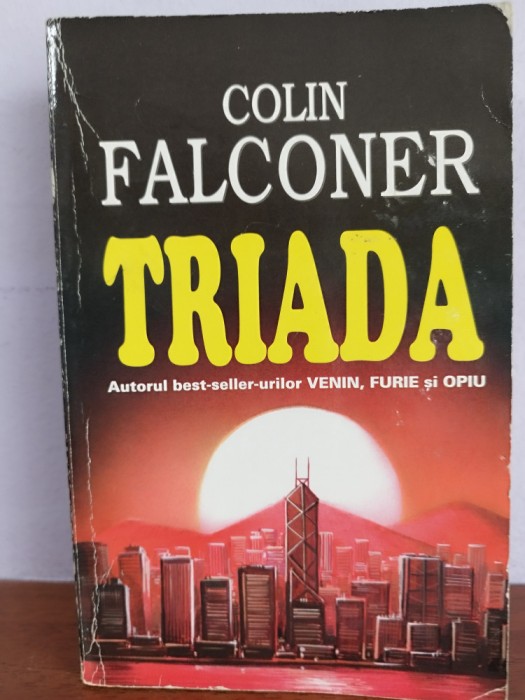 COLIN
FALCONER
TRIADA
Autorul best-seller-urilor VENIN, FURIE și OPIU